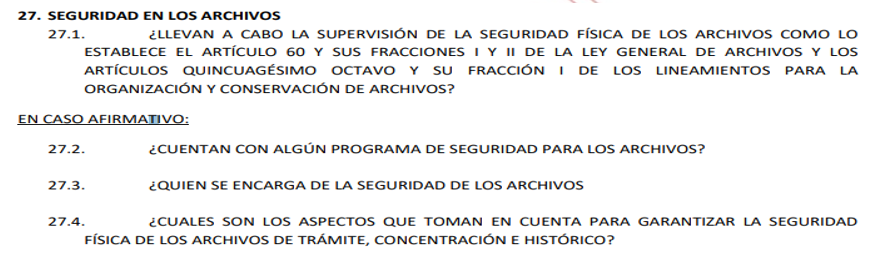 27. SEGURIDAD EN LOS ARCHIVOS
27.1. ¿LLEVAN A CABO LA SUPERVISIÓN DE LA SEGURIDAD FÍSICA DE LOS ARCHIVOS COMO LO
ESTABLECE EL ARTÍCULO 60 Y SUS FRACCIONES I Y II DE LA LEY GENERAL DE ARCHIVOS Y LOS
ARTÍCULOS QUINCUAGÉSIMO OCTAVO Y SU FRACCIÓN I DE LOS LINEAMIENTOS PARA LA
ORGANIZACIÓN Y CONSERVACIÓN DE ARCHIVOS?
EN CASO AFIRMATIVO:
27.2. ¿CUENTAN CON ALGÚN PROGRAMA DE SEGURIDAD PARA LOS ARCHIVOS?
27.3. ¿QUIEN SE ENCARGA DE LA SEGURIDAD DE LOS ARCHIVOS
27.4. ¿CUALES SON LOS ASPECTOS QUE TOMAN EN CUENTA PARA GARANTIZAR LA SEGURIDAD
FÍSICA DE LOS ARCHIVOS DE TRÁMITE, CONCENTRACIÓN E HISTÓRICO?